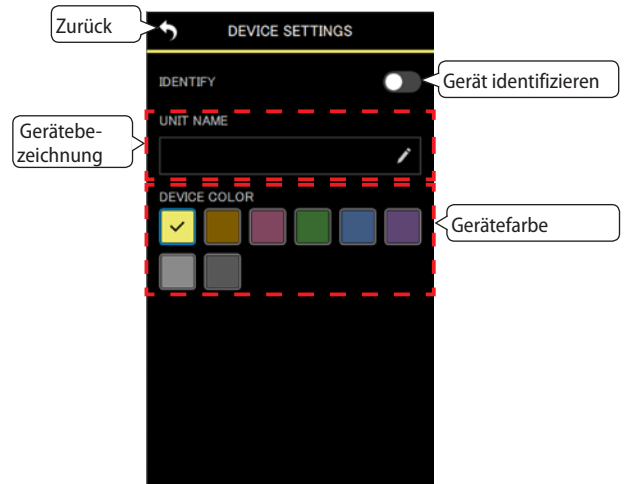 Zurück
DEVICE SETTINGS
IDENTIFY
Gerät identifizieren
UNIT NAME
Gerätebe-
zeichnung
DEVICE COLOR
Gerätefarbe